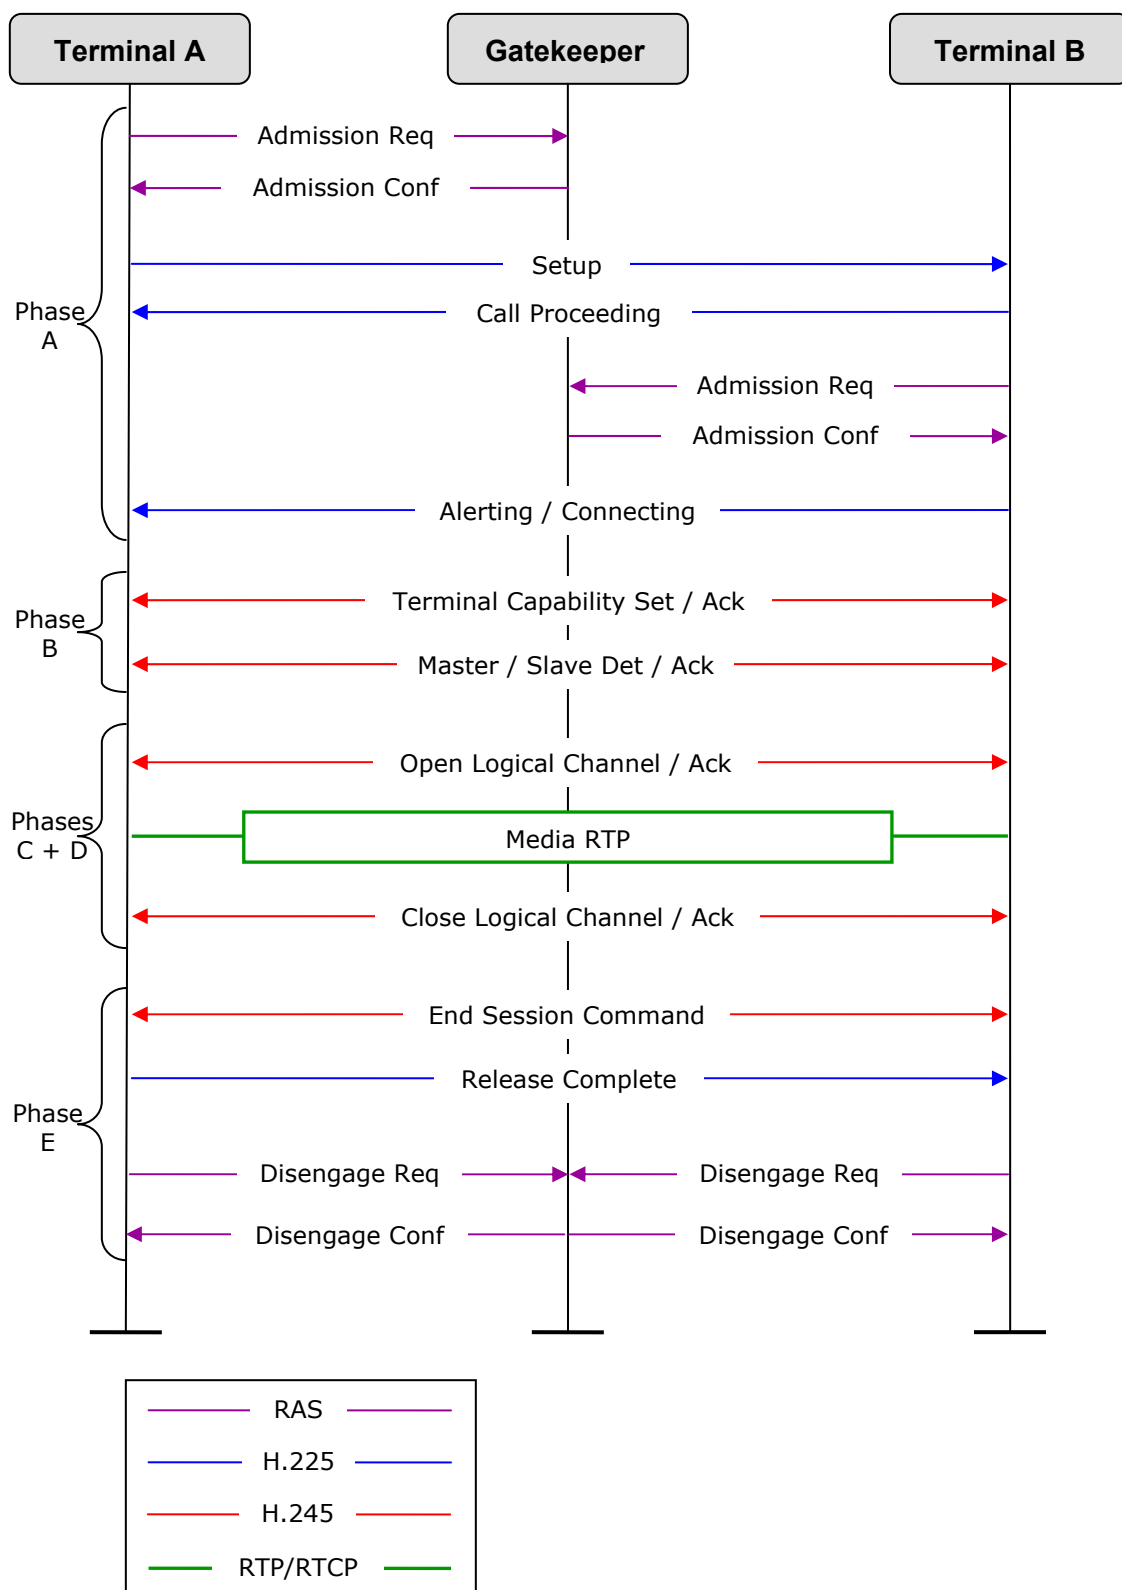 Terminal A
Gatekeeper
Terminal B
Admission Req
Admission Conf
Setup
Phase
A
Call Proceeding
Admission Req
Admission Conf
Alerting / Connecting
Terminal Capability Set / Ack
Phase
B
Master / Slave Det / Ack
Open Logical Channel / Ack
Phases
C + D
Media RTP
Close Logical Channel / Ack
End Session Command
Release Complete
Phase
E
Disengage Req
Disengage Req
Disengage Conf
Disengage Conf
RAS
H.225
H.245
RTP/RTCP